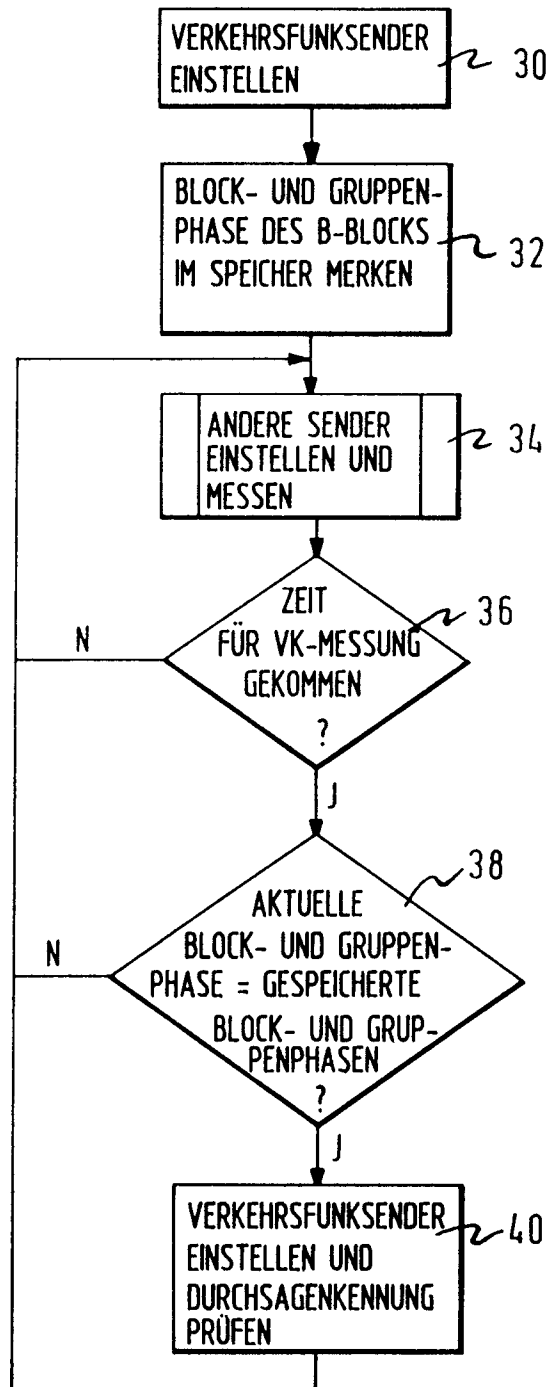 VERKEHRSFUNKSENDER
EINSTELLEN
30
BLOCK- UND GRUPPEN-
PHASE DES B-BLOCKS
IM SPEICHER MERKEN
32
ANDERE SENDER
EINSTELLEN UND
MESSEN
34
ZEIT
FÜR VK-MESSUNG
GEKOMMEN
?
36
N
J
AKTUELLE
BLOCK- UND GRUPPEN-
PHASE = GESPEICHERTE
BLOCK- UND GRUP-
PENPHASEN
?
38
N
J
VERKEHRSFUNKSENDER
EINSTELLEN UND
DURCHSAGENKENNUNG
PRÜFEN
40